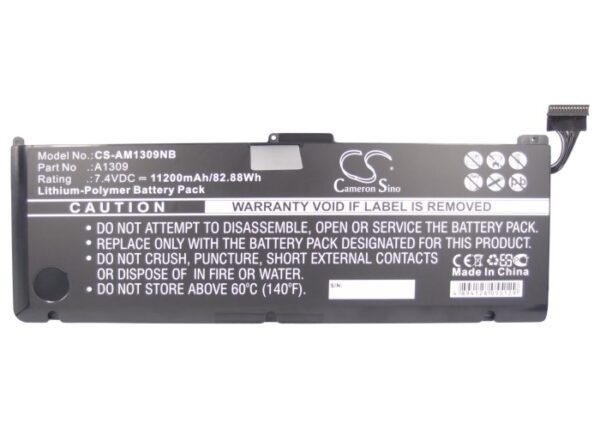 Model No.: CS-AM1309NB
Part No : A1309
Rating.: 7.4VDC 11200mAh/82.88Wh
Lithium-Polymer Battery Pack
CS
Cameron Sino
CAUTION
WARRANTY VOID IF LABEL IS REMOVED
• DO NOT ATTEMPT TO DISASSEMBLE, OPEN OR SERVICE THE BATTERY PACK.
• REPLACE ONLY WITH THE BATTERY PACK DESIGNATED FOR THIS PRODUCT.
• DO NOT CRUSH, PUNCTURE, SHORT EXTERNAL CONTACTS OR
DISPOSE OF IN FIRE OR WATER.
• DO NOT STORE ABOVE 60°C (140°F).
S/N:
CE FC
Made In China